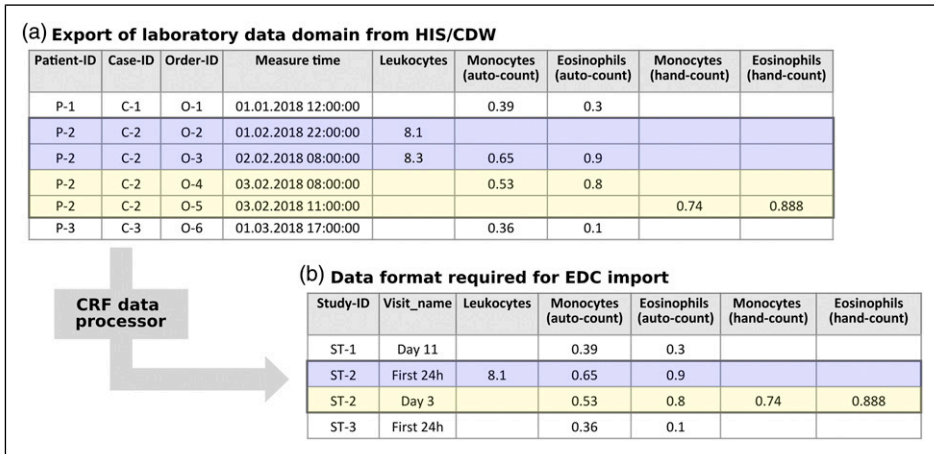 (a) Export of laboratory data domain from HIS/CDW
Patient-ID Case-ID Order-ID Measure time Leukocytes Monocytes (auto-count) Eosinophils (auto-count) Monocytes (hand-count) Eosinophils (hand-count)
P-1 C-1 O-1 01.01.2018 12:00:00 0.39 0.3
P-2 C-2 O-2 01.02.2018 22:00:00 8.1
P-2 C-2 O-3 02.02.2018 08:00:00 8.3 0.65 0.9
P-2 C-2 O-4 03.02.2018 08:00:00 0.53 0.8
P-2 C-2 O-5 03.02.2018 11:00:00 0.74 0.888
P-3 C-3 O-6 01.03.2018 17:00:00 0.36 0.1
CRF data
processor
(b) Data format required for EDC import
Study-ID Visit_name Leukocytes Monocytes (auto-count) Eosinophils (auto-count) Monocytes (hand-count) Eosinophils (hand-count)
ST-1 Day 11 0.39 0.3
ST-2 First 24h 8.1 0.65 0.9
ST-2 Day 3 0.53 0.8 0.74 0.888
ST-3 First 24h 0.36 0.1